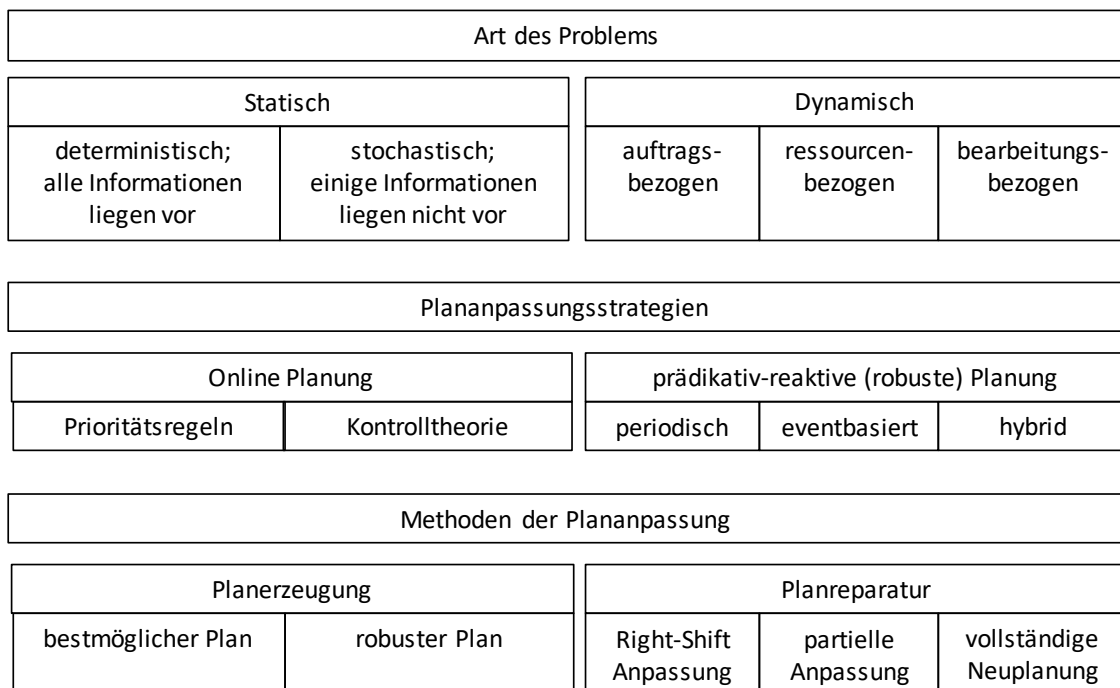 Art des Problems
Statisch
Dynamisch
deterministisch;
alle Informationen
liegen vor
stochastisch;
einige Informationen
liegen nicht vor
auftrags-
bezogen
ressourcen-
bezogen
bearbeitungs-
bezogen
Plananpassungsstrategien
Online Planung
prädikativ-reaktive (robuste) Planung
Prioritätsregeln
Kontrolltheorie
periodisch
eventbasiert
hybrid
Methoden der Plananpassung
Planerzeugung
Planreparatur
bestmöglicher Plan
robuster Plan
Right-Shift
Anpassung
partielle
Anpassung
vollständige
Neuplanung